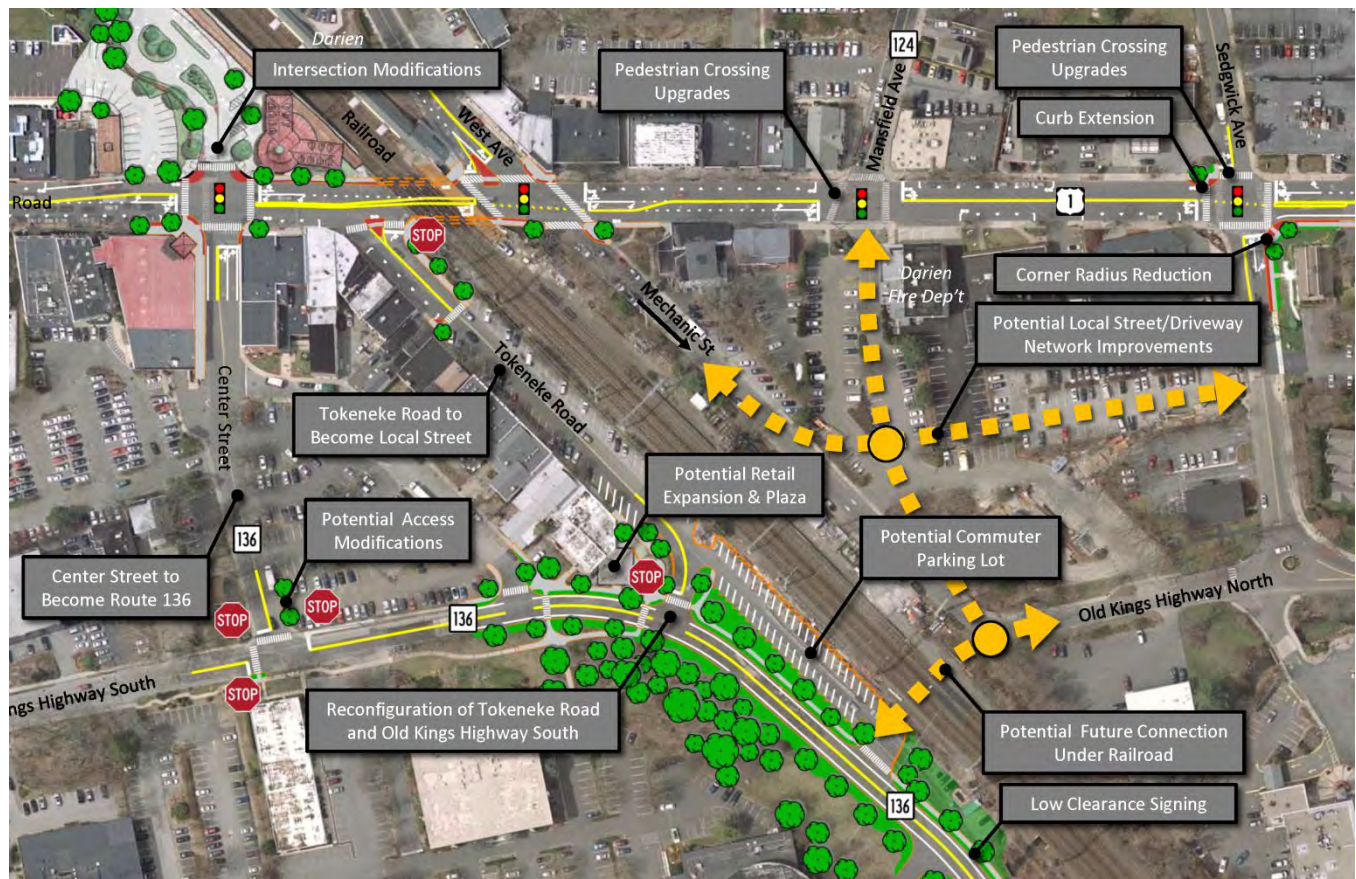 Darien
Intersection Modifications
Railroad
West Ave
Pedestrian Crossing
Upgrades
124
Mansfield Ave
Pedestrian Crossing
Upgrades
Sedgwick Ave
Curb Extension
Road
1
STOP
Corner Radius Reduction
Darien
Fire Dep't
Potential Local Street/Driveway
Network Improvements
Mechanic St
Center Street
Tokeneke Road to
Become Local Street
Tokeneke Road
Potential Retail
Expansion & Plaza
Potential Commuter
Parking Lot
136
Potential Access
Modifications
Center Street to
Become Route 136
STOP
STOP
STOP
136
Old Kings Highway North
ngs Highway South
STOP
Reconfiguration of Tokeneke Road
and Old Kings Highway South
Potential Future Connection
Under Railroad
136
Low Clearance Signing